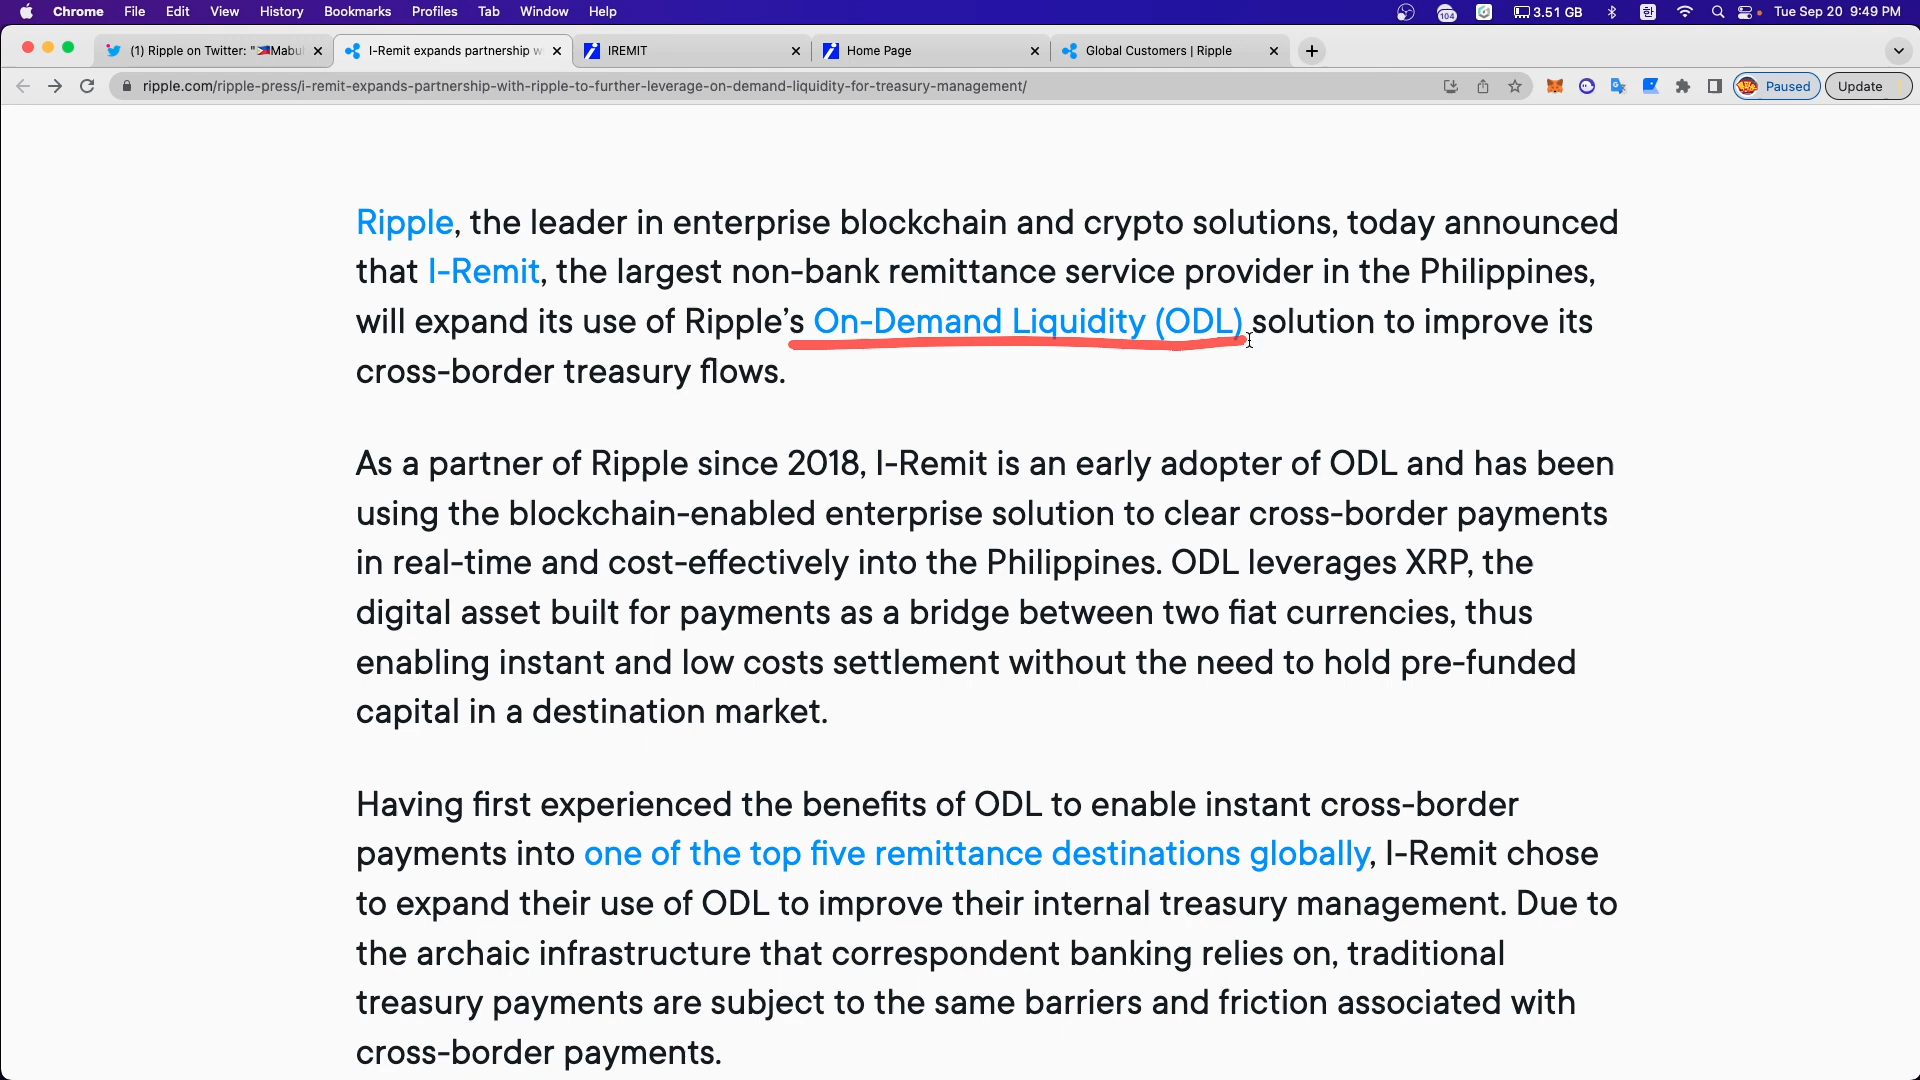 Chrome File Edit View History Bookmarks Profiles Tab Window Help 104 3.51 GB 한 Tue Sep 20 9:49 PM
(1) Ripple on Twitter: "🇵🇭Mabu I-Remit expands partnership w IREMIT Home Page Global Customers | Ripple
ripple.com/ripple-press/i-remit-expands-partnership-with-ripple-to-further-leverage-on-demand-liquidity-for-treasury-management/ Paused Update
Ripple, the leader in enterprise blockchain and crypto solutions, today announced
that I-Remit, the largest non-bank remittance service provider in the Philippines,
will expand its use of Ripple’s On-Demand Liquidity (ODL) solution to improve its
cross-border treasury flows.
As a partner of Ripple since 2018, I-Remit is an early adopter of ODL and has been
using the blockchain-enabled enterprise solution to clear cross-border payments
in real-time and cost-effectively into the Philippines. ODL leverages XRP, the
digital asset built for payments as a bridge between two fiat currencies, thus
enabling instant and low costs settlement without the need to hold pre-funded
capital in a destination market.
Having first experienced the benefits of ODL to enable instant cross-border
payments into one of the top five remittance destinations globally, I-Remit chose
to expand their use of ODL to improve their internal treasury management. Due to
the archaic infrastructure that correspondent banking relies on, traditional
treasury payments are subject to the same barriers and friction associated with
cross-border payments.